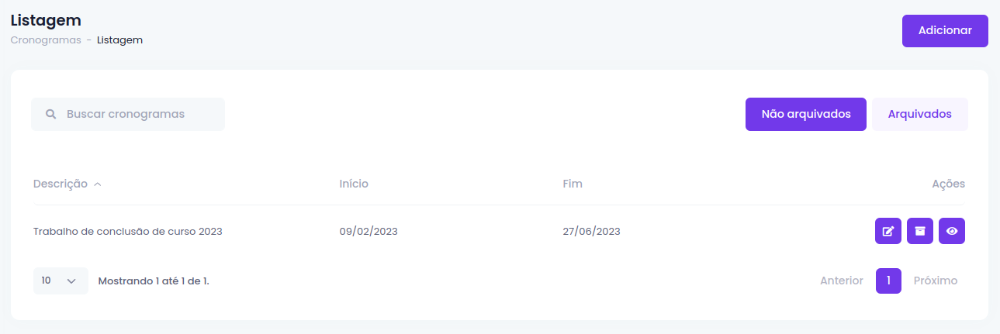 Listagem
Cronogramas - Listagem
Adicionar
Buscar cronogramas
Não arquivados
Arquivados
Descrição Início Fim Ações
Trabalho de conclusão de curso 2023 09/02/2023 27/06/2023
10 Mostrando 1 até 1 de 1. Anterior 1 Próximo